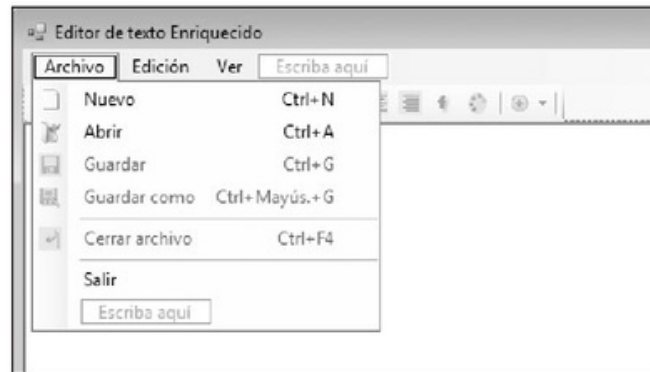 Editor de texto Enriquecido
Archivo Edición Ver Escriba aquí
Nuevo Ctrl+N
Abrir Ctrl+A
Guardar Ctrl+G
Guardar como Ctrl+Mayús.+G
Cerrar archivo Ctrl+F4
Salir
Escriba aquí